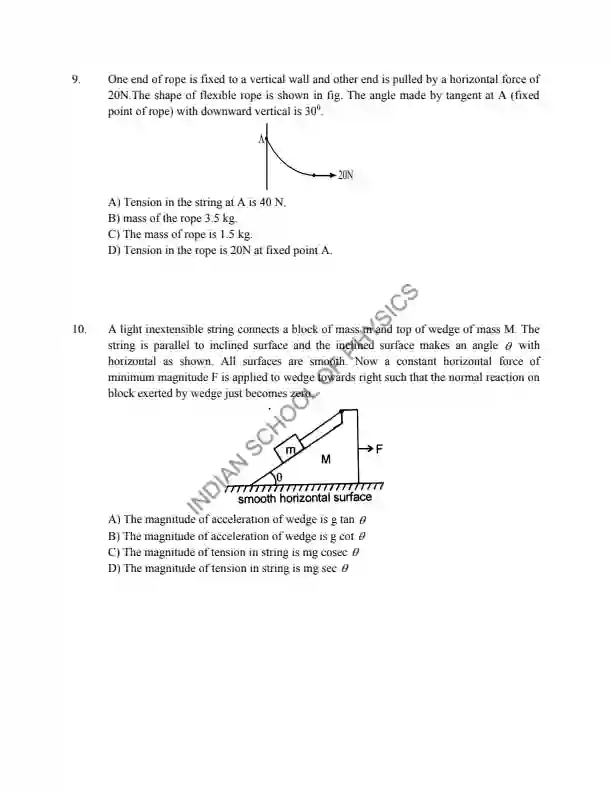 9. One end of rope is fixed to a vertical wall and other end is pulled by a horizontal force of
20N.The shape of flexible rope is shown in fig. The angle made by tangent at A (fixed
point of rope) with downward vertical is 30⁰.
A
20N
A) Tension in the string at A is 40 N.
B) mass of the rope 3.5 kg.
C) The mass of rope is 1.5 kg.
D) Tension in the rope is 20N at fixed point A.
10. A light inextensible string connects a block of mass m and top of wedge of mass M. The
string is parallel to inclined surface and the inclined surface makes an angle θ with
horizontal as shown. All surfaces are smooth. Now a constant horizontal force of
minimum magnitude F is applied to wedge towards right such that the normal reaction on
block exerted by wedge just becomes zero.
m
M
F
θ
smooth horizontal surface
A) The magnitude of acceleration of wedge is g tan θ
B) The magnitude of acceleration of wedge is g cot θ
C) The magnitude of tension in string is mg cosec θ
D) The magnitude of tension in string is mg sec θ
INDIAN SCHOOL OF PHYSICS